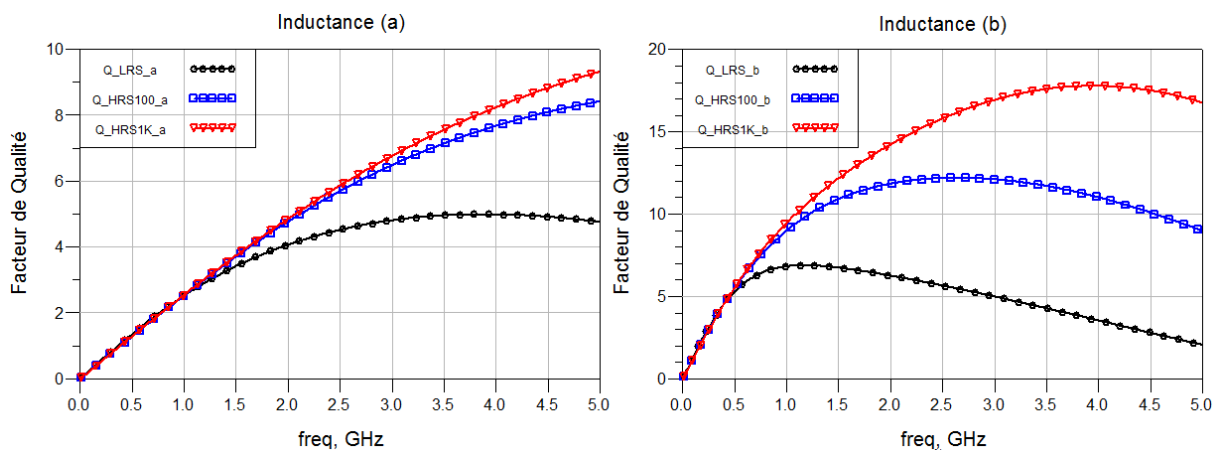 Inductance (a)
Facteur de Qualité
10
8
6
4
2
0
Q_LRS_a
Q_HRS100_a
Q_HRS1K_a
0.0 0.5 1.0 1.5 2.0 2.5 3.0 3.5 4.0 4.5 5.0
freq, GHz
Inductance (b)
Facteur de Qualité
20
15
10
5
0
Q_LRS_b
Q_HRS100_b
Q_HRS1K_b
0.0 0.5 1.0 1.5 2.0 2.5 3.0 3.5 4.0 4.5 5.0
freq, GHz